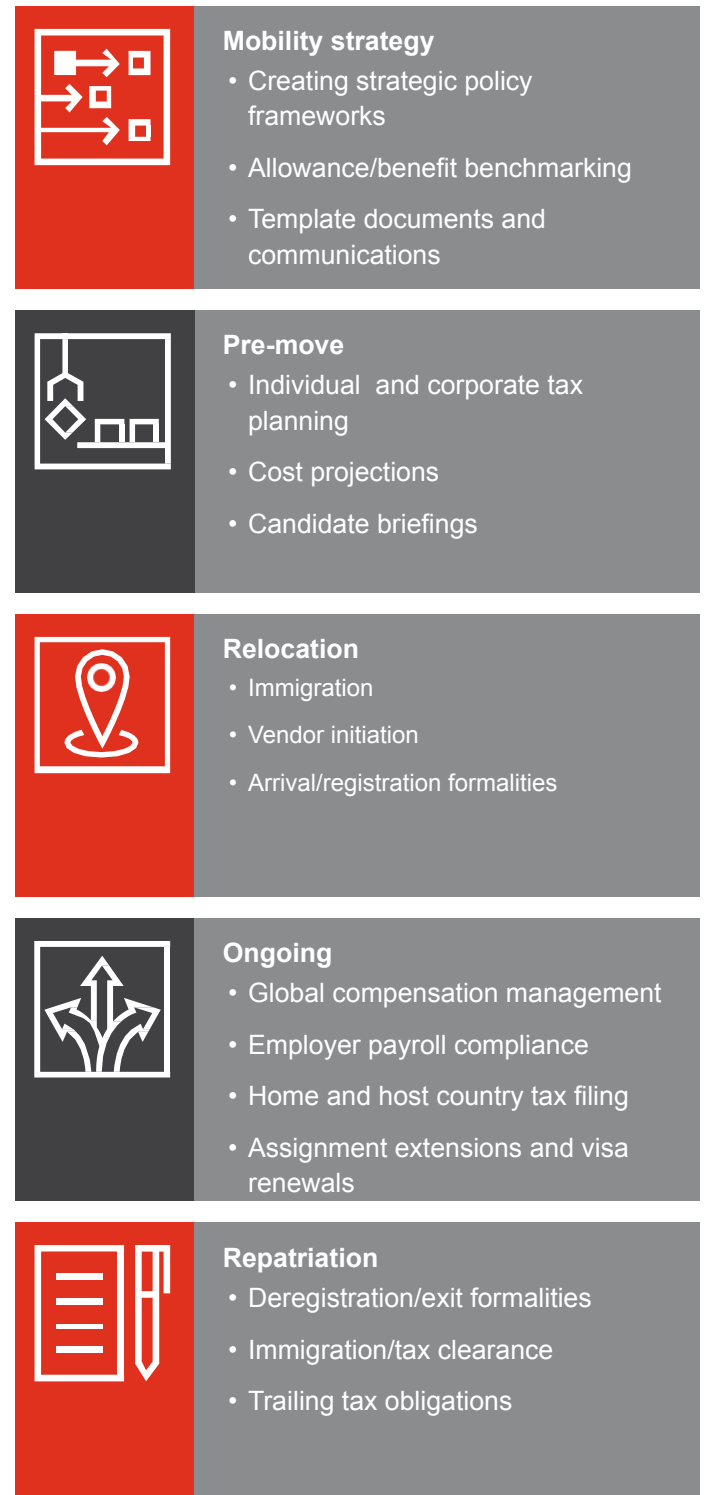 Mobility strategy
• Creating strategic policy
frameworks
• Allowance/benefit benchmarking
• Template documents and
communications
Pre-move
• Individual  and corporate tax
planning
• Cost projections
• Candidate briefings
Relocation
• Immigration
• Vendor initiation
• Arrival/registration formalities
Ongoing
• Global compensation management
• Employer payroll compliance
• Home and host country tax filing
• Assignment extensions and visa
renewals
Repatriation
• Deregistration/exit formalities
• Immigration/tax clearance
• Trailing tax obligations